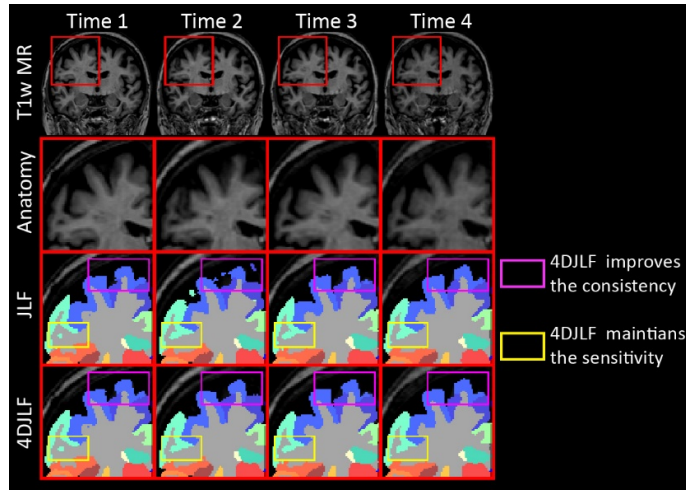 Time 1 Time 2 Time 3 Time 4
T1w MR
Anatomy
JLF
4DJLF
4DJLF improves
the consistency
4DJLF maintians
the sensitivity